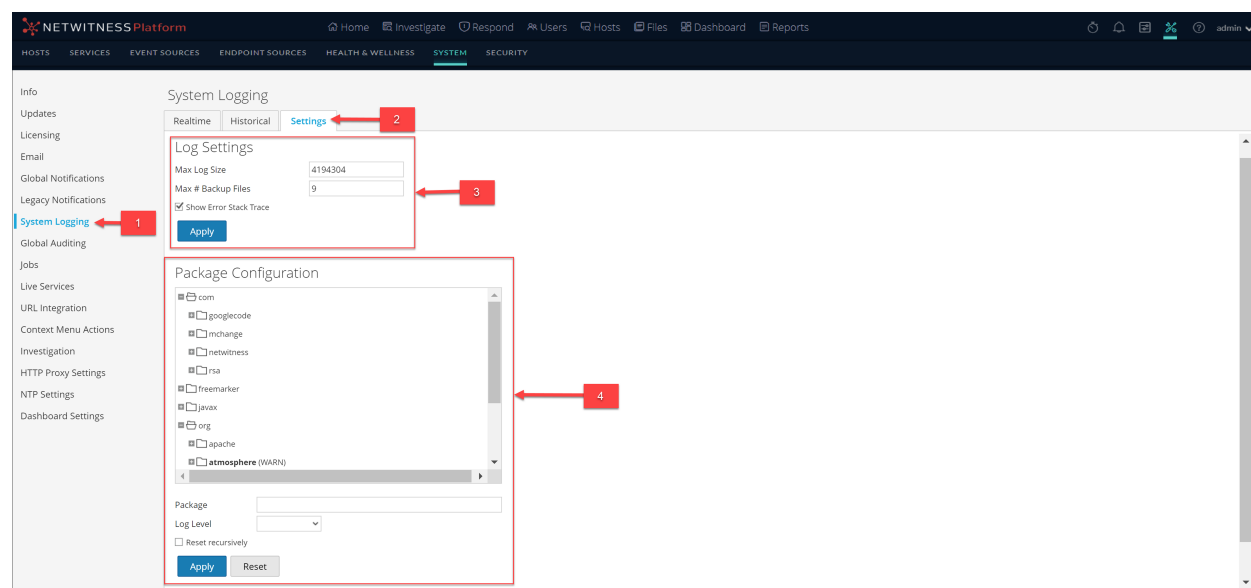 NETWITNESS Platform Home Investigate Respond Users Hosts Files Dashboard Reports admin
HOSTS SERVICES EVENT SOURCES ENDPOINT SOURCES HEALTH & WELLNESS SYSTEM SECURITY
Info
Updates
Licensing
Email
Global Notifications
Legacy Notifications
System Logging 1
Global Auditing
Jobs
Live Services
URL Integration
Context Menu Actions
Investigation
HTTP Proxy Settings
NTP Settings
Dashboard Settings
System Logging
Realtime Historical Settings 2
Log Settings
Max Log Size 4194304
Max # Backup Files 9
3
Show Error Stack Trace
Apply
Package Configuration
com
googlecode
mchange
netwitness
rsa
freemarker
javax
org
apache
atmosphere (WARN)
4
Package
Log Level
Reset recursively
Apply Reset